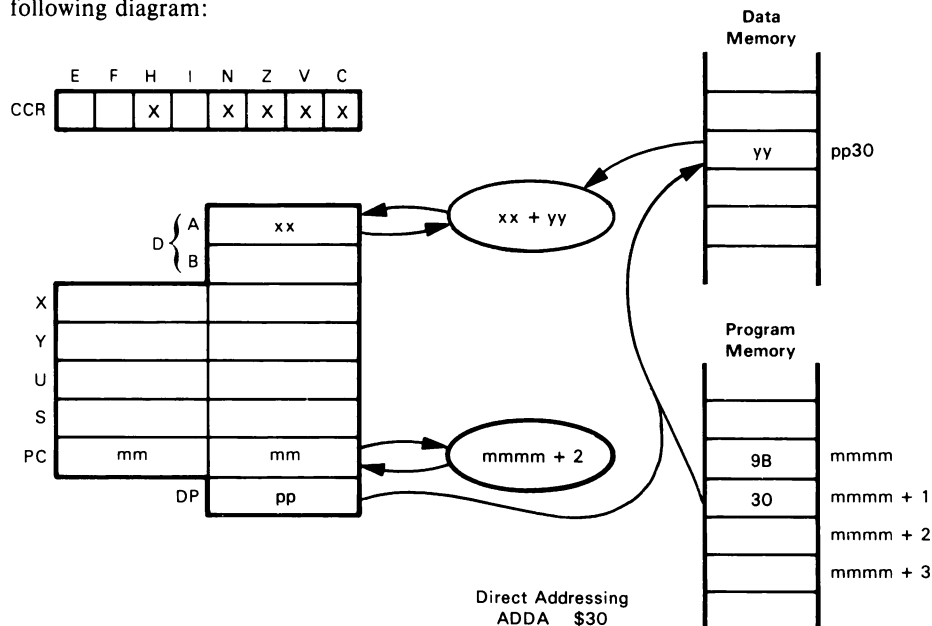 following diagram:
Data
Memory
E F H I N Z V C
CCR X X X X X
yy pp30
xx + yy
D { A xx
B
X
Y
U
S
PC mm mm mmmm + 2
DP pp
Program
Memory
9B mmmm
30 mmmm + 1
mmmm + 2
mmmm + 3
Direct Addressing
ADDA $30